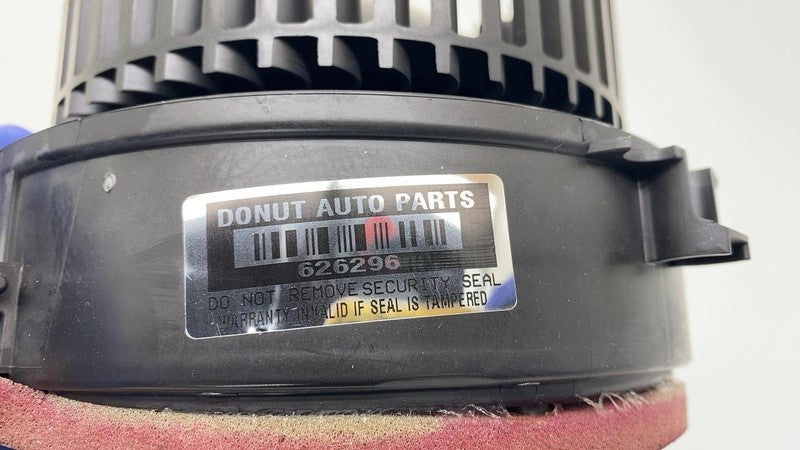 DONUT AUTO PARTS
626296
DO NOT REMOVE SECURITY SEAL
WARRANTY INVALID IF SEAL IS TAMPERED